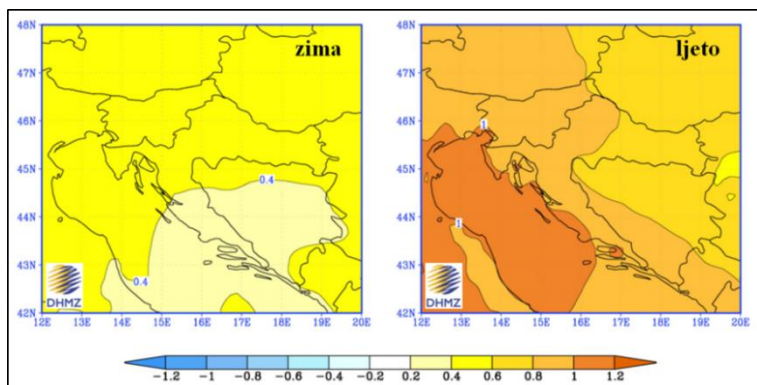 zima
48N
47N
46N
45N
44N
43N
42N
0.4
0.4
DHMZ
12E 13E 14E 15E 16E 17E 18E 19E 20E
ljeto
48N
47N
46N
45N
44N
43N
42N
1
1
DHMZ
12E 13E 14E 15E 16E 17E 18E 19E 20E
-1.2 -1 -0.8 -0.6 -0.4 -0.2 0.2 0.4 0.6 0.8 1 1.2